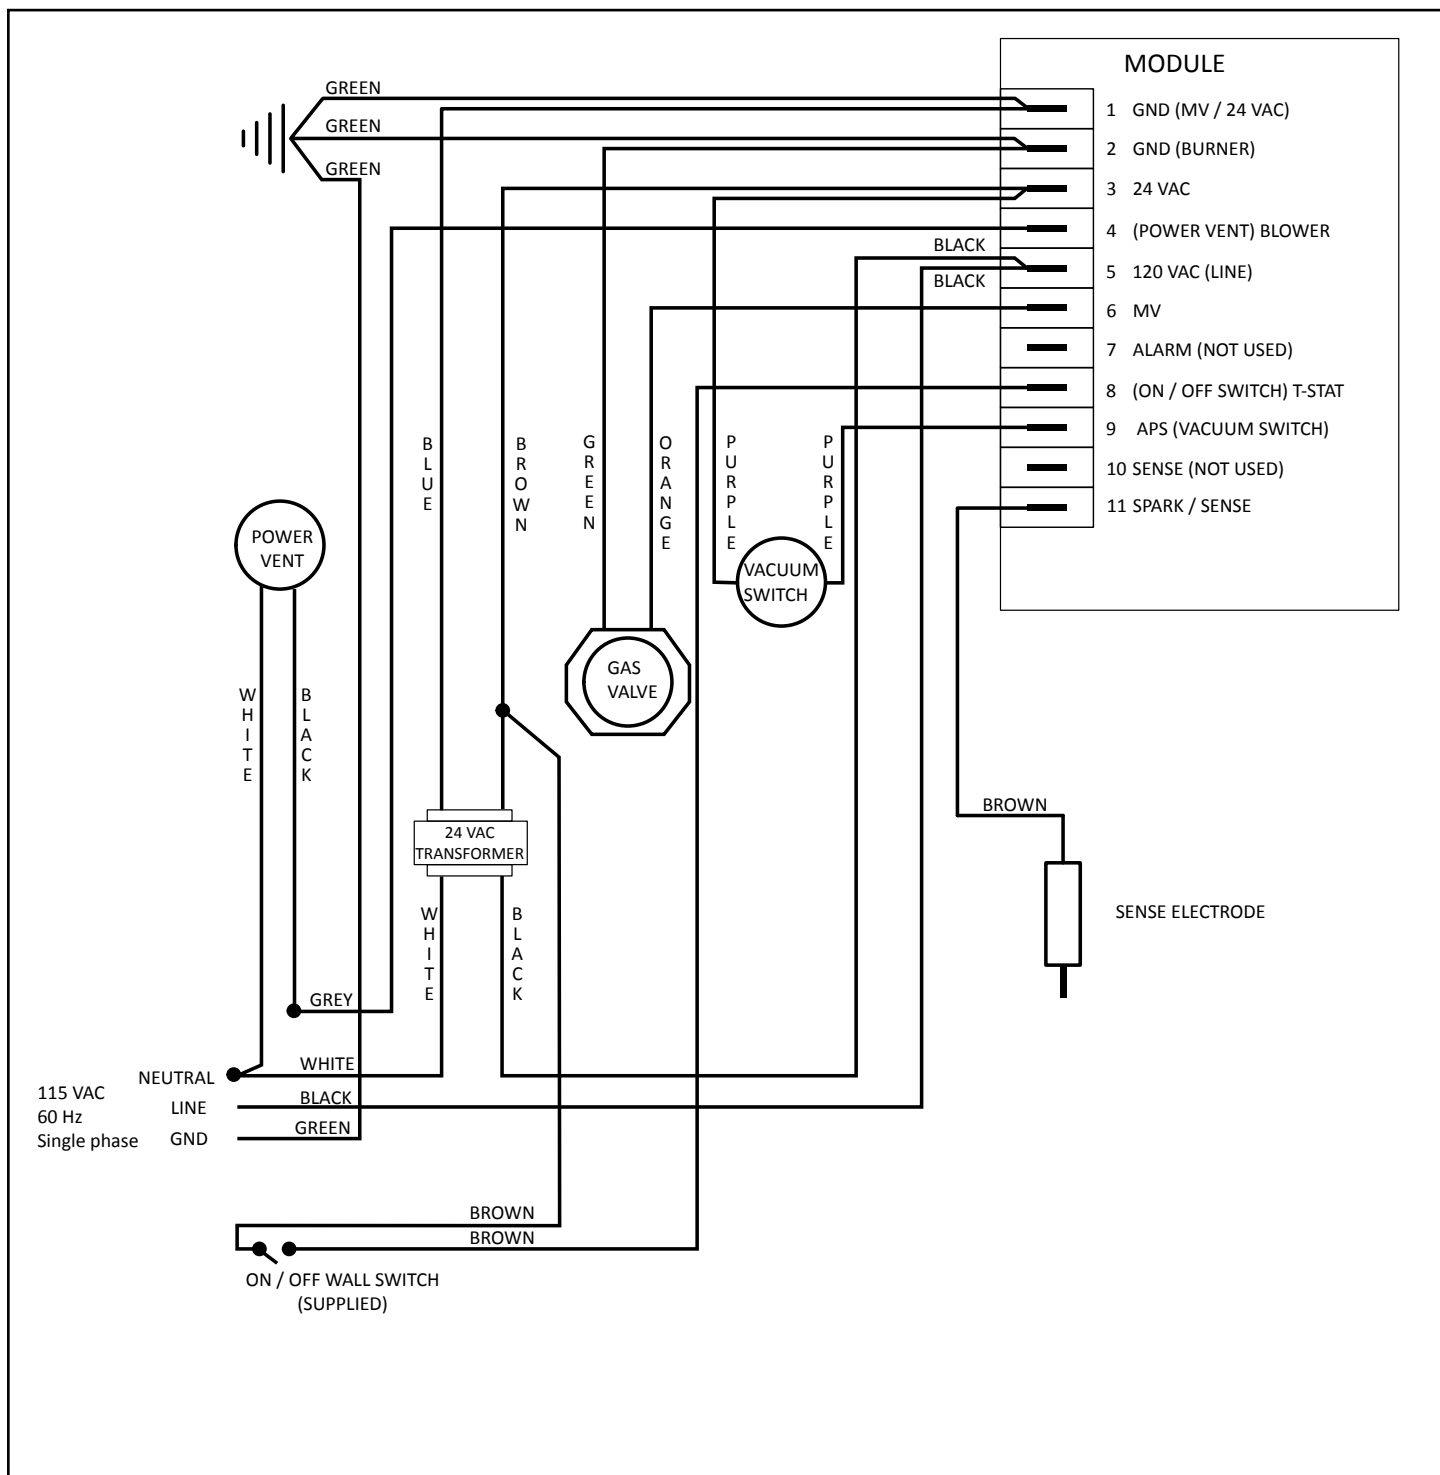 MODULE
GREEN
1 GND (MV / 24 VAC)
GREEN
2 GND (BURNER)
GREEN
3 24 VAC
4 (POWER VENT) BLOWER
BLACK
5 120 VAC (LINE)
BLACK
6 MV
7 ALARM (NOT USED)
8 (ON / OFF SWITCH) T-STAT
9 APS (VACUUM SWITCH)
10 SENSE (NOT USED)
11 SPARK / SENSE
BLUE
BROWN
GREEN
ORANGE
PURPLE
PURPLE
POWER
VENT
VACUUM
SWITCH
GAS
VALVE
WHITE
BLACK
24 VAC
TRANSFORMER
BROWN
WHITE
BLACK
SENSE ELECTRODE
GREY
WHITE
NEUTRAL
115 VAC
60 Hz
Single phase
LINE
BLACK
GND
GREEN
BROWN
BROWN
ON / OFF WALL SWITCH
(SUPPLIED)